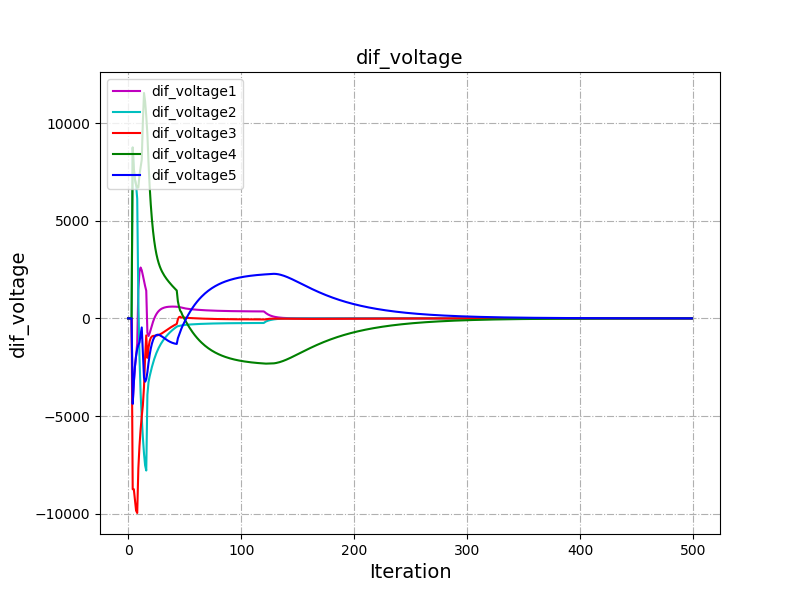 dif_voltage
dif_voltage1
dif_voltage2
dif_voltage3
dif_voltage4
dif_voltage5
10000
5000
0
−5000
−10000
dif_voltage
0 100 200 300 400 500
Iteration